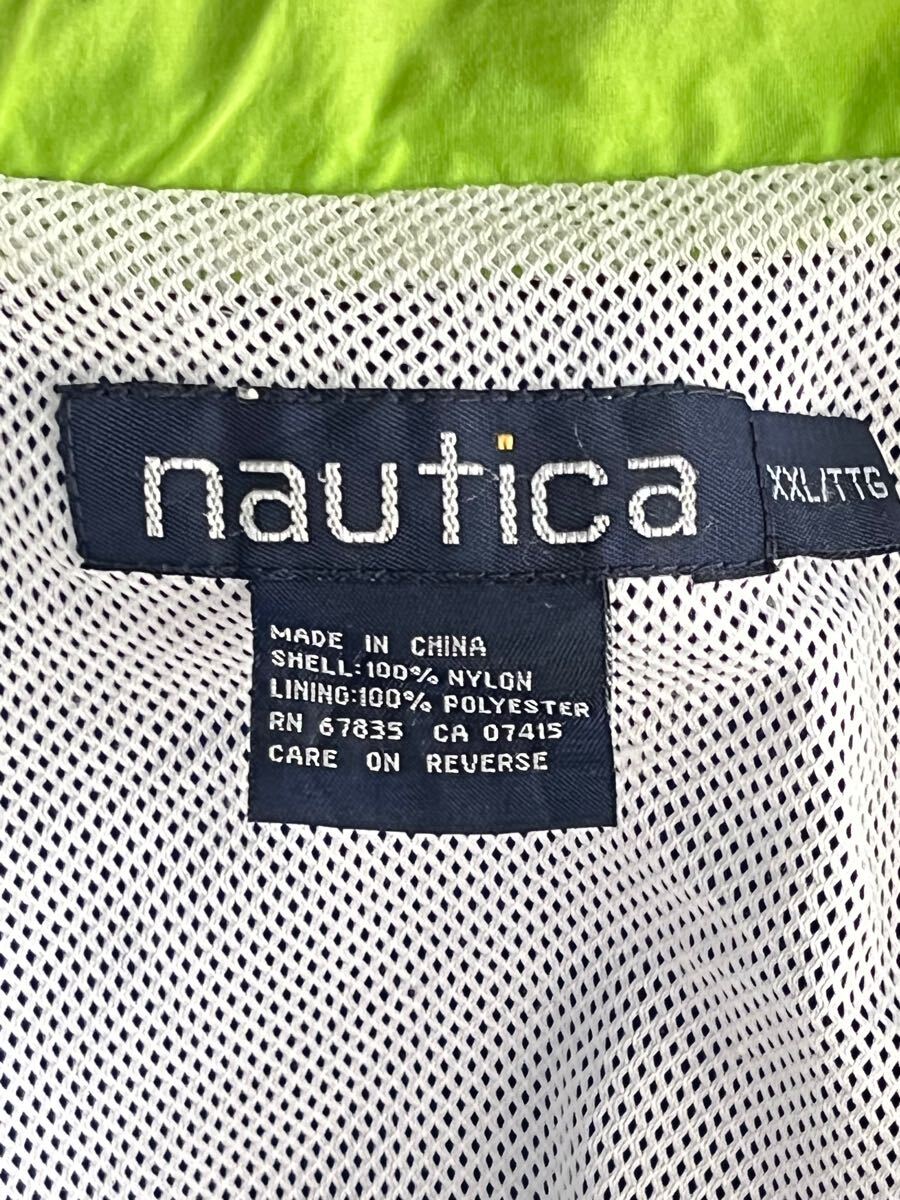 nautica
XXL/TTG
MADE IN CHINA
SHELL:100% NYLON
LINING:100% POLYESTER
RN 67835 CA 07415
CARE ON REVERSE